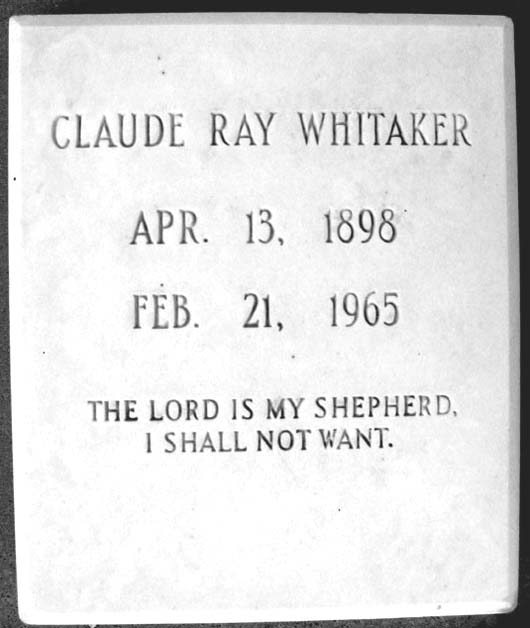 CLAUDE RAY WHITAKER
APR. 13, 1898
FEB. 21, 1965
THE LORD IS MY SHEPHERD,
I SHALL NOT WANT.